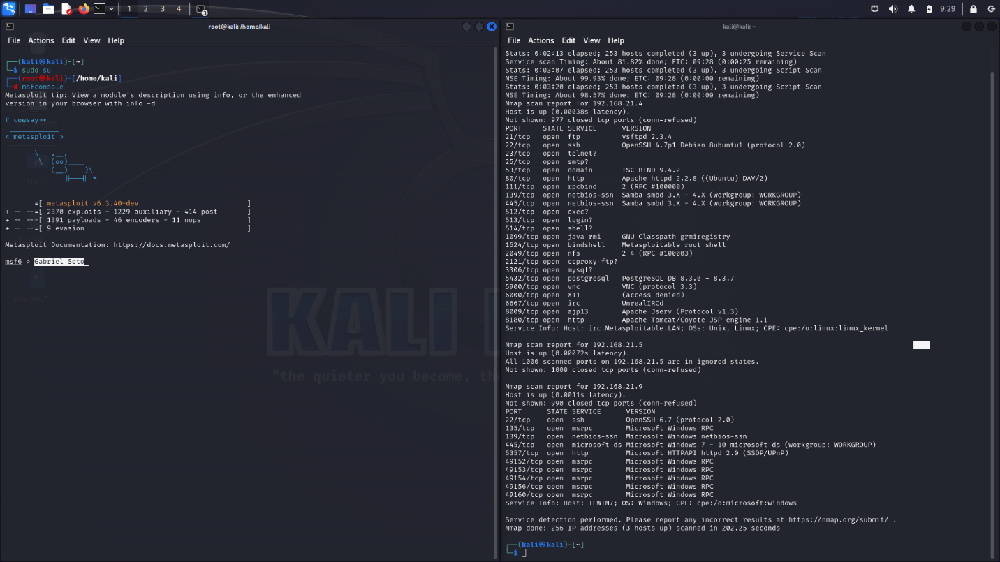 1 2 3 4 3 9:29
root@kali: /home/kali
File Actions Edit View Help
┌──(kali㉿kali)-[~]
└─$ sudo su
┌──(root㉿kali)-[/home/kali]
└─# msfconsole
Metasploit tip: View a module's description using info, or the enhanced
version in your browser with info -d
# cowsay++
 ____________
< metasploit >
 ------------
       \   ,__,
        \  (oo)____
           (__)    )\
              ||--|| *
       =[ metasploit v6.3.40-dev                          ]
+ -- --=[ 2370 exploits - 1229 auxiliary - 414 post       ]
+ -- --=[ 1391 payloads - 46 encoders - 11 nops           ]
+ -- --=[ 9 evasion                                       ]
Metasploit Documentation: https://docs.metasploit.com/
msf6 > Gabriel Soto
Home
windows7-
KALI
"the quieter you become, th
kali@kali: ~
File Actions Edit View Help
Stats: 0:02:13 elapsed; 253 hosts completed (3 up), 3 undergoing Service Scan
Service scan Timing: About 81.82% done; ETC: 09:28 (0:00:25 remaining)
Stats: 0:03:07 elapsed; 253 hosts completed (3 up), 3 undergoing Script Scan
NSE Timing: About 99.93% done; ETC: 09:28 (0:00:00 remaining)
Stats: 0:03:20 elapsed; 253 hosts completed (3 up), 3 undergoing Script Scan
NSE Timing: About 98.57% done; ETC: 09:28 (0:00:00 remaining)
Nmap scan report for 192.168.21.4
Host is up (0.00038s latency).
Not shown: 977 closed tcp ports (conn-refused)
PORT     STATE SERVICE      VERSION
21/tcp   open  ftp          vsftpd 2.3.4
22/tcp   open  ssh          OpenSSH 4.7p1 Debian 8ubuntu1 (protocol 2.0)
23/tcp   open  telnet?
25/tcp   open  smtp?
53/tcp   open  domain       ISC BIND 9.4.2
80/tcp   open  http         Apache httpd 2.2.8 ((Ubuntu) DAV/2)
111/tcp  open  rpcbind      2 (RPC #100000)
139/tcp  open  netbios-ssn  Samba smbd 3.X - 4.X (workgroup: WORKGROUP)
445/tcp  open  netbios-ssn  Samba smbd 3.X - 4.X (workgroup: WORKGROUP)
512/tcp  open  exec?
513/tcp  open  login?
514/tcp  open  shell?
1099/tcp open  java-rmi     GNU Classpath grmiregistry
1524/tcp open  bindshell    Metasploitable root shell
2049/tcp open  nfs          2-4 (RPC #100003)
2121/tcp open  ccproxy-ftp?
3306/tcp open  mysql?
5432/tcp open  postgresql   PostgreSQL DB 8.3.0 - 8.3.7
5900/tcp open  vnc          VNC (protocol 3.3)
6000/tcp open  X11          (access denied)
6667/tcp open  irc          UnrealIRCd
8009/tcp open  ajp13        Apache Jserv (Protocol v1.3)
8180/tcp open  http         Apache Tomcat/Coyote JSP engine 1.1
Service Info: Host: irc.Metasploitable.LAN; OSs: Unix, Linux; CPE: cpe:/o:linux:linux_kernel
Nmap scan report for 192.168.21.5
Host is up (0.00072s latency).
All 1000 scanned ports on 192.168.21.5 are in ignored states.
Not shown: 1000 closed tcp ports (conn-refused)
Nmap scan report for 192.168.21.9
Host is up (0.0011s latency).
Not shown: 990 closed tcp ports (conn-refused)
PORT      STATE SERVICE      VERSION
22/tcp    open  ssh          OpenSSH 6.7 (protocol 2.0)
135/tcp   open  msrpc        Microsoft Windows RPC
139/tcp   open  netbios-ssn  Microsoft Windows netbios-ssn
445/tcp   open  microsoft-ds Microsoft Windows 7 - 10 microsoft-ds (workgroup: WORKGROUP)
5357/tcp  open  http         Microsoft HTTPAPI httpd 2.0 (SSDP/UPnP)
49152/tcp open  msrpc        Microsoft Windows RPC
49153/tcp open  msrpc        Microsoft Windows RPC
49154/tcp open  msrpc        Microsoft Windows RPC
49156/tcp open  msrpc        Microsoft Windows RPC
49160/tcp open  msrpc        Microsoft Windows RPC
Service Info: Host: IEWIN7; OS: Windows; CPE: cpe:/o:microsoft:windows
Service detection performed. Please report any incorrect results at https://nmap.org/submit/ .
Nmap done: 256 IP addresses (3 hosts up) scanned in 202.25 seconds
┌──(kali㉿kali)-[~]
└─$